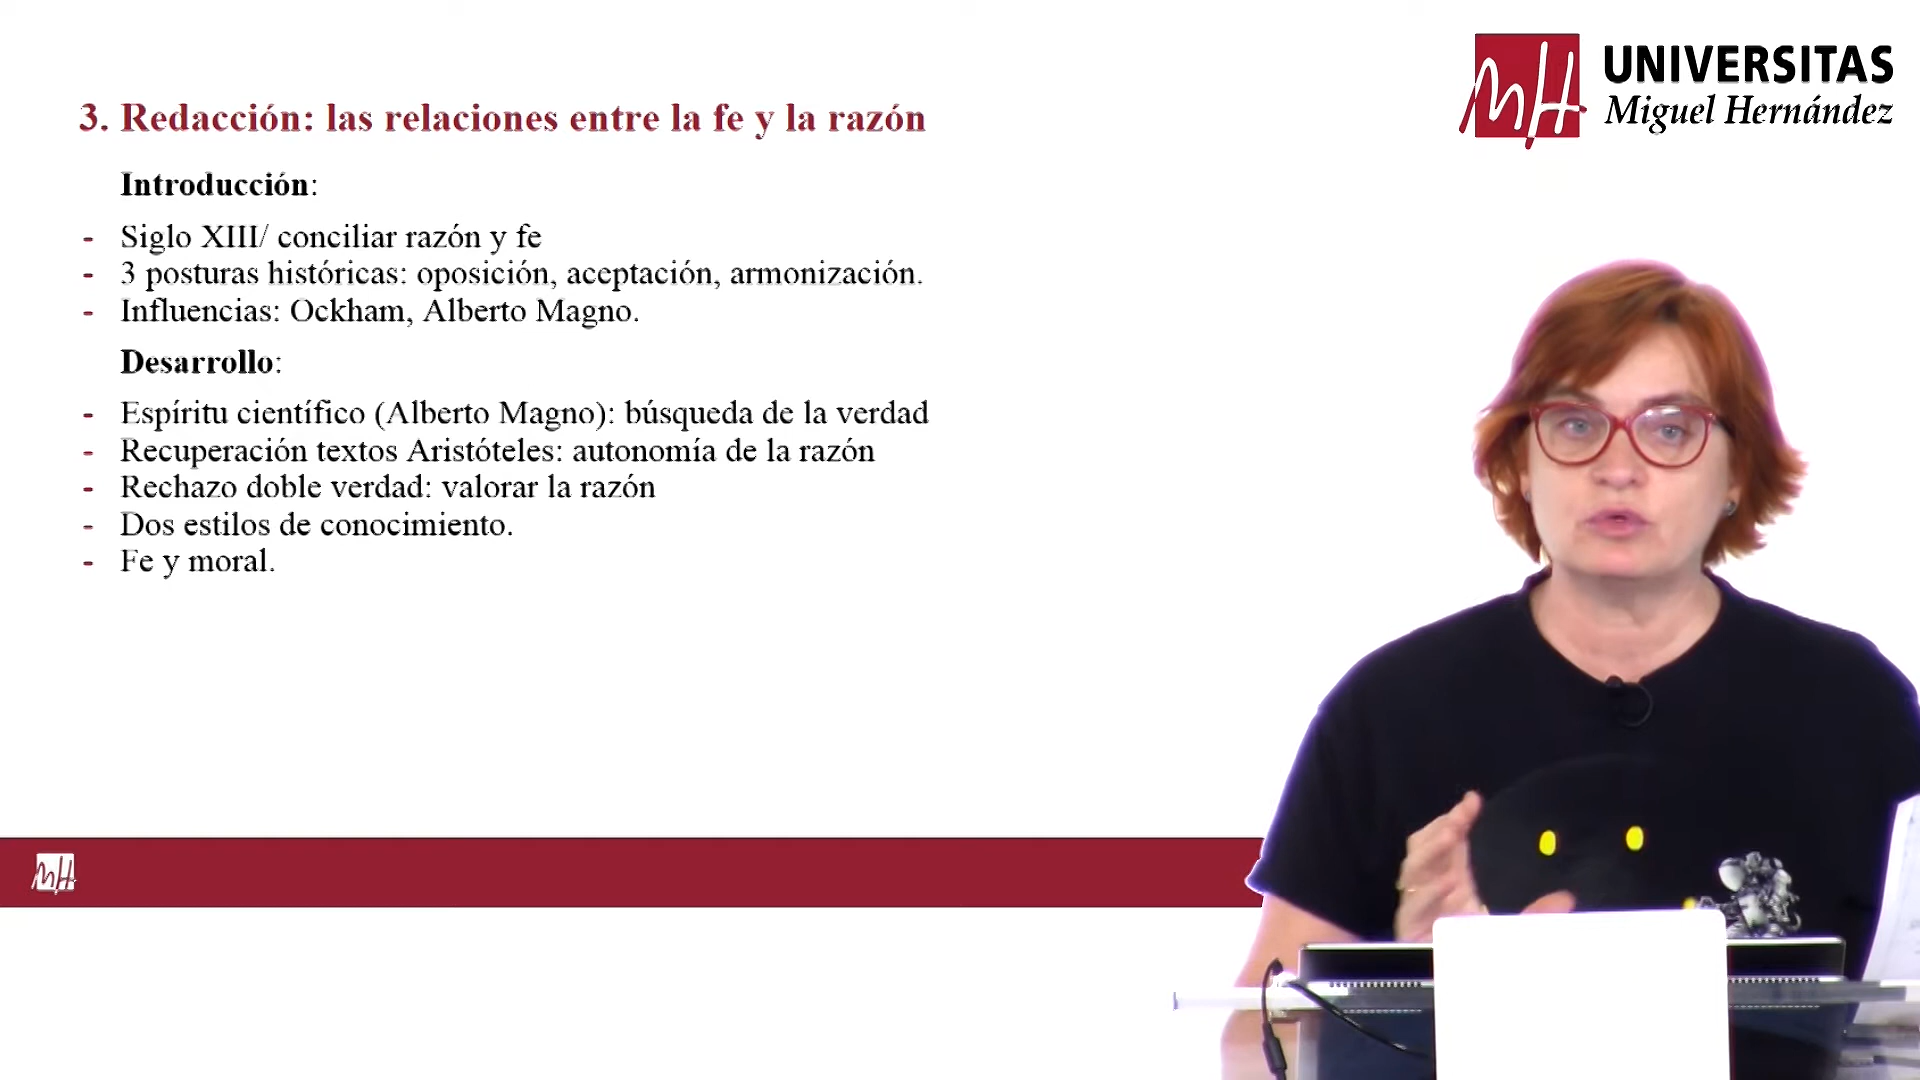 UNIVERSITAS
Miguel Hernández
3. Redacción: las relaciones entre la fe y la razón
Introducción:
- Siglo XIII/ conciliar razón y fe
- 3 posturas históricas: oposición, aceptación, armonización.
- Influencias: Ockham, Alberto Magno.
Desarrollo:
- Espíritu científico (Alberto Magno): búsqueda de la verdad
- Recuperación textos Aristóteles: autonomía de la razón
- Rechazo doble verdad: valorar la razón
- Dos estilos de conocimiento.
- Fe y moral.